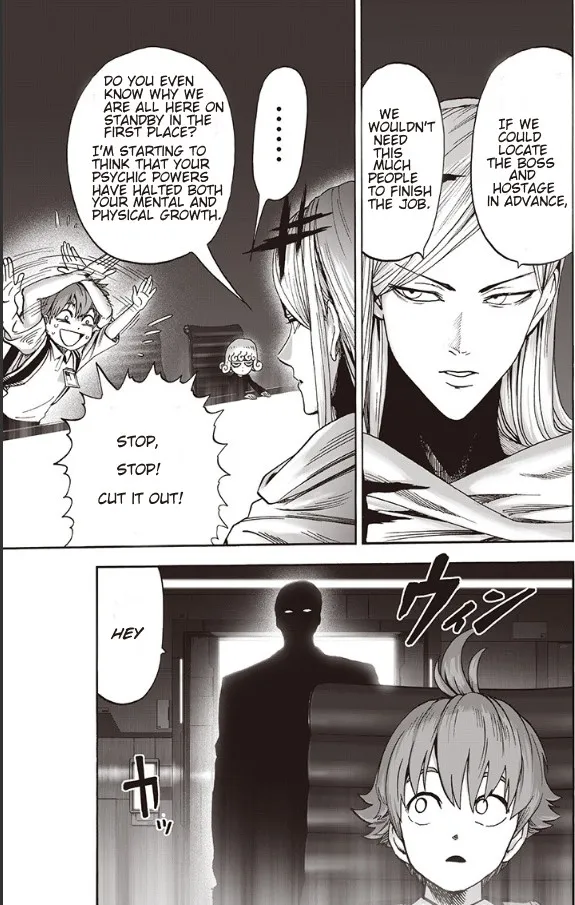 IF WE
COULD
LOCATE
THE BOSS
AND
HOSTAGE
IN ADVANCE,
WE
WOULDN'T
NEED
THIS
MUCH
PEOPLE
TO FINISH
THE JOB.
......
DO YOU EVEN
KNOW WHY WE
ARE ALL HERE ON
STANDBY IN THE
FIRST PLACE?
I'M STARTING TO
THINK THAT YOUR
PSYCHIC POWERS
HAVE HALTED BOTH
YOUR MENTAL AND
PHYSICAL GROWTH.
STOP,
STOP!
CUT IT OUT!
ウィン
HEY
カッ